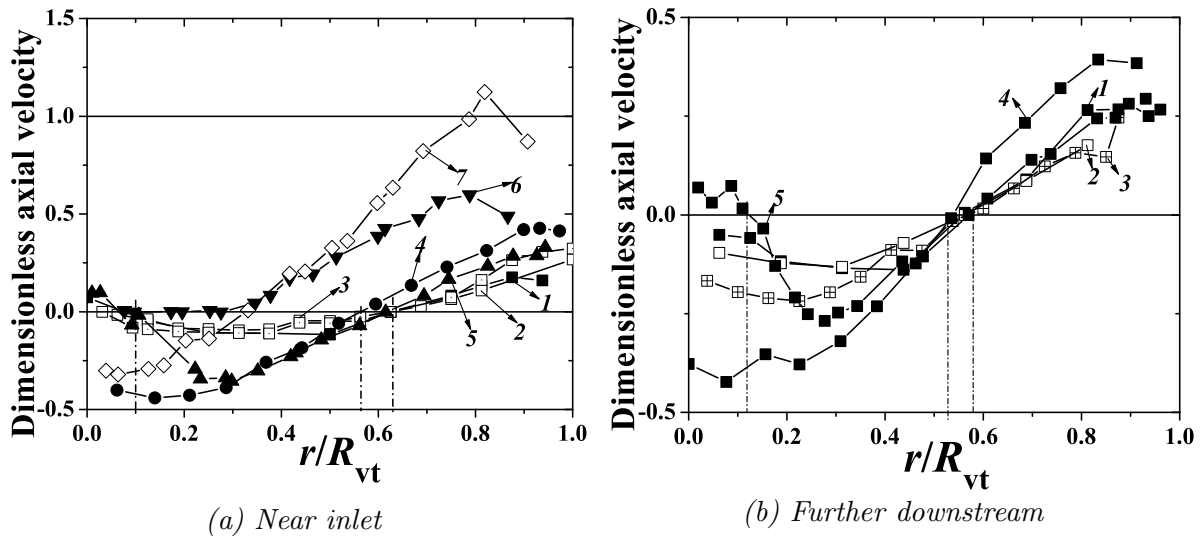 1.5
1.0
0.5
0.0
-0.5
Dimensionless axial velocity
7
6
4
3
5
2
1
0.0 0.2 0.4 0.6 0.8 1.0
r/Rvt
(a) Near inlet
0.5
0.0
-0.5
Dimensionless axial velocity
4
1
2
3
5
0.0 0.2 0.4 0.6 0.8 1.0
r/Rvt
(b) Further downstream